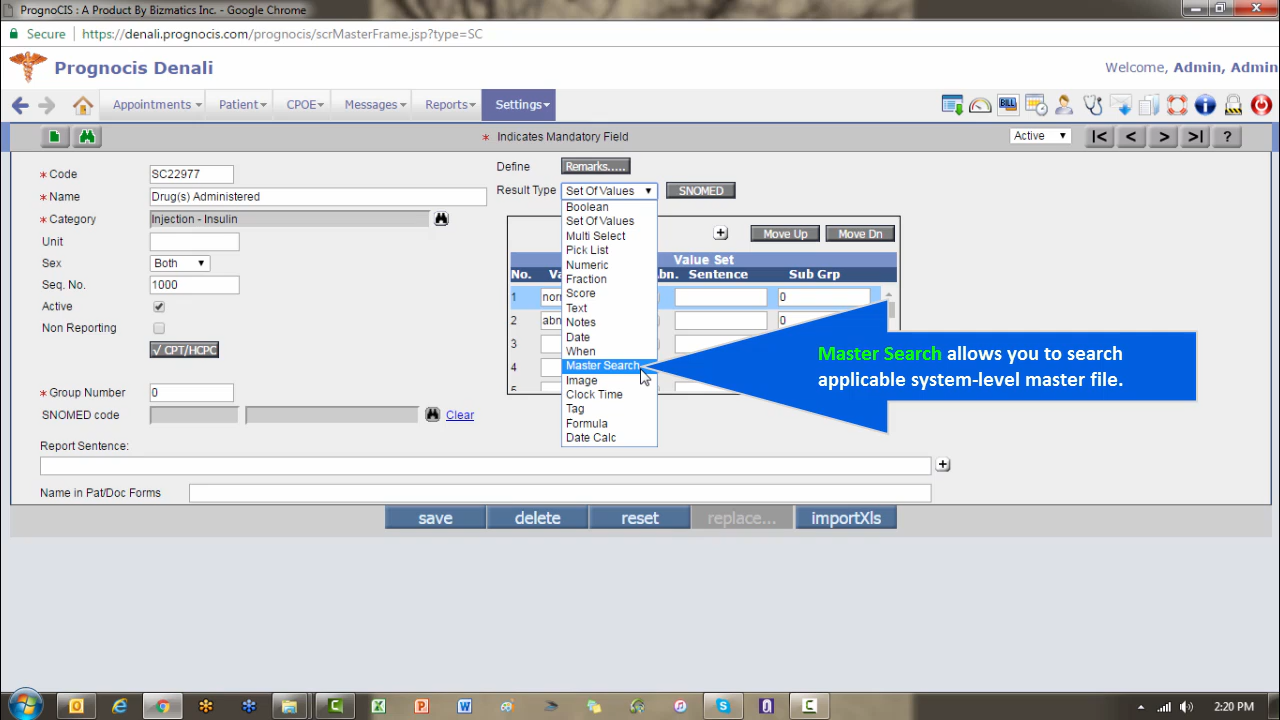 PrognoCIS : A Product By Bizmatics Inc. - Google Chrome
Secure https://denali.prognocis.com/prognocis/scrMasterFrame.jsp?type=SC
Prognocis Denali
Welcome, Admin, Admin
Appointments Patient CPOE Messages Reports Settings
BILL
* Indicates Mandatory Field
Active
?
Define Remarks.....
* Code SC22977
Result Type Set Of Values SNOMED
* Name Drug(s) Administered
Boolean
* Category Injection - Insulin
Set Of Values
Multi Select
Move Up Move Dn
Unit
Pick List
Value Set
Sex Both
Numeric
No. Va bn. Sentence Sub Grp
Fraction
* Seq. No. 1000
Score
1 nor 0
Active
Text
Notes
2 abn 0
Non Reporting
Date
3
When
√ CPT/HCPC
Master Search
4
Image
5
Clock Time
* Group Number 0
Tag
SNOMED code Clear
Formula
Date Calc
Master Search allows you to search
applicable system-level master file.
Report Sentence:
Name in Pat/Doc Forms
save delete reset replace... importXls
2:20 PM